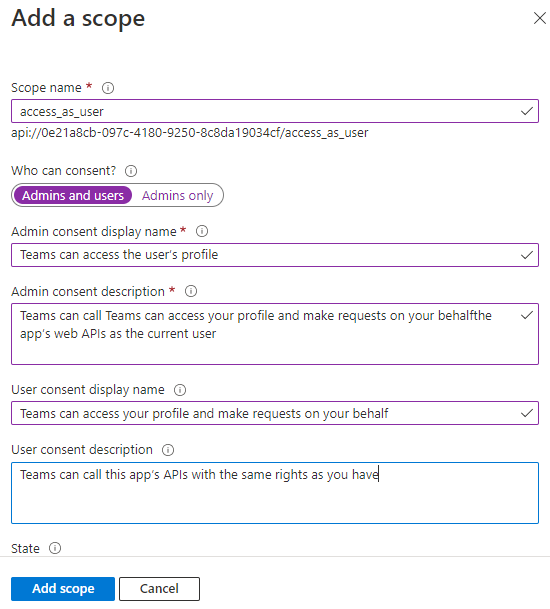 Add a scope
Scope name *
access_as_user
api://0e21a8cb-097c-4180-9250-8c8da19034cf/access_as_user
Who can consent?
Admins and users Admins only
Admin consent display name *
Teams can access the user's profile
Admin consent description *
Teams can call Teams can access your profile and make requests on your behalfthe
app's web APIs as the current user
User consent display name
Teams can access your profile and make requests on your behalf
User consent description
Teams can call this app's APIs with the same rights as you have
State
Add scope Cancel